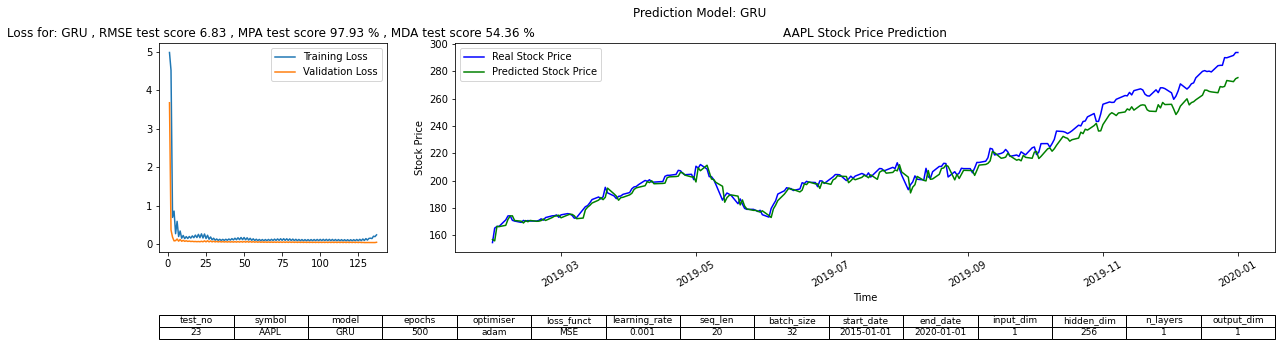 Prediction Model: GRU
Loss for: GRU , RMSE test score 6.83 , MPA test score 97.93 % , MDA test score 54.36 %
AAPL Stock Price Prediction
5
4
3
2
1
0
Training Loss
Validation Loss
0 25 50 75 100 125
Stock Price
300
280
260
240
220
200
180
160
Real Stock Price
Predicted Stock Price
2019-03 2019-05 2019-07 2019-09 2019-11 2020-01
Time
test_no symbol model epochs optimiser loss_funct learning_rate seq_len batch_size start_date end_date input_dim hidden_dim n_layers output_dim
23 AAPL GRU 500 adam MSE 0.001 20 32 2015-01-01 2020-01-01 1 256 1 1